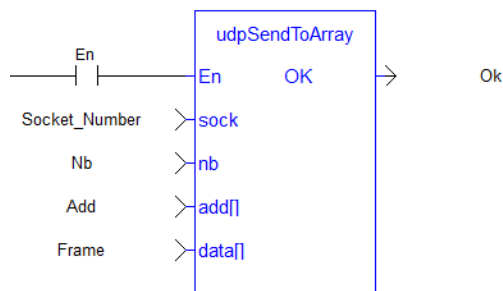 udpSendToArray
En
En OK Ok
Socket_Number sock
Nb nb
Add add[]
Frame data[]